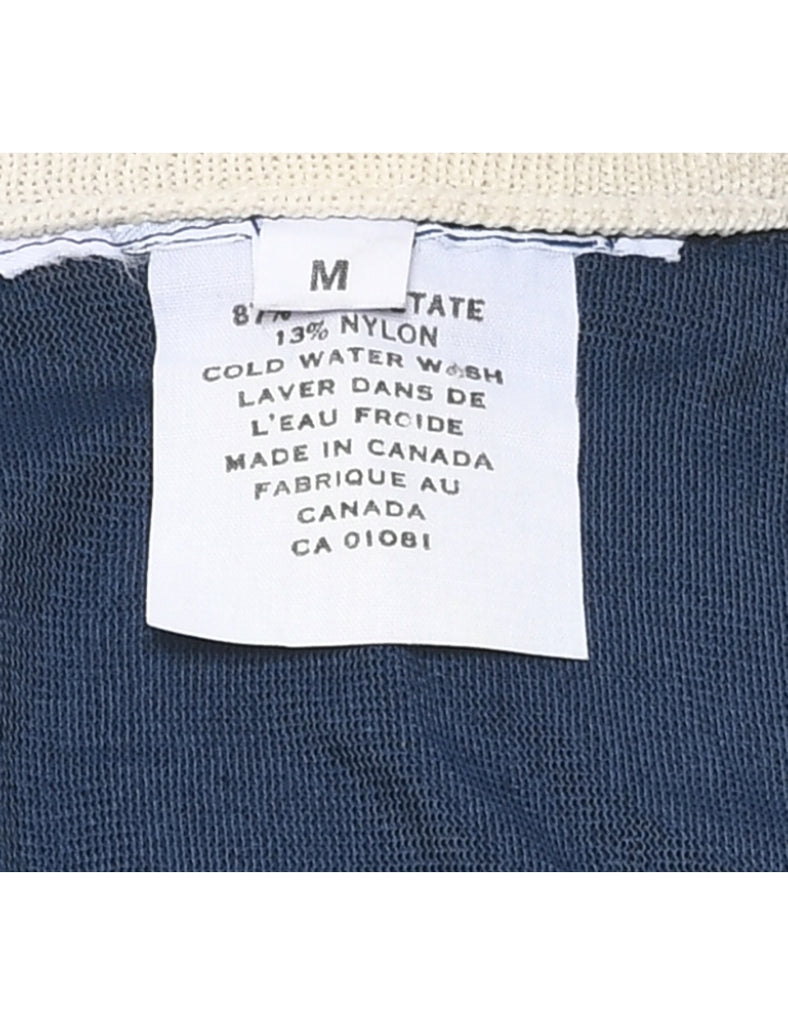 M
13% NYLON
COLD WATER WASH
LAVER DANS DE
L'EAU FROIDE
MADE IN CANADA
FABRIQUE AU
CANADA
CA 01081